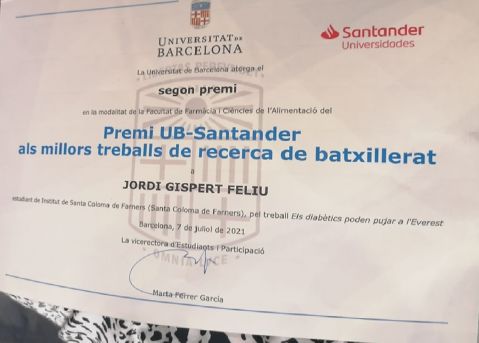 UNIVERSITAT DE
BARCELONA
Santander
Universidades
La Universitat de Barcelona atorga el
segon premi
en la modalitat de la Facultat de Farmàcia i Ciències de l'Alimentació del
Premi UB-Santander
als millors treballs de recerca de batxillerat
a
JORDI GISPERT FELIU
estudiant de Institut de Santa Coloma de Farners (Santa Coloma de Farners), pel treball Els diabètics poden pujar a l'Everest
Barcelona, 7 de juliol de 2021
La vicerectora d'Estudiants i Participació
Marta Ferrer Garcia